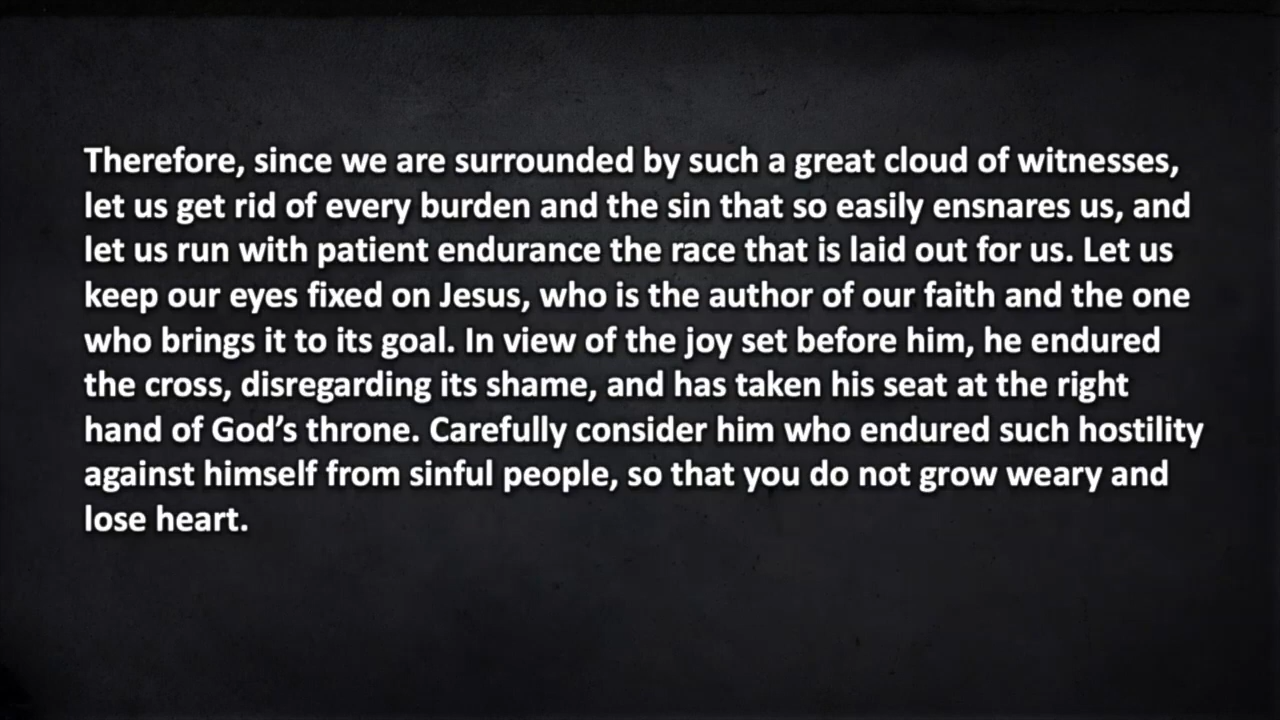 Therefore, since we are surrounded by such a great cloud of witnesses,
let us get rid of every burden and the sin that so easily ensnares us, and
let us run with patient endurance the race that is laid out for us. Let us
keep our eyes fixed on Jesus, who is the author of our faith and the one
who brings it to its goal. In view of the joy set before him, he endured
the cross, disregarding its shame, and has taken his seat at the right
hand of God’s throne. Carefully consider him who endured such hostility
against himself from sinful people, so that you do not grow weary and
lose heart.